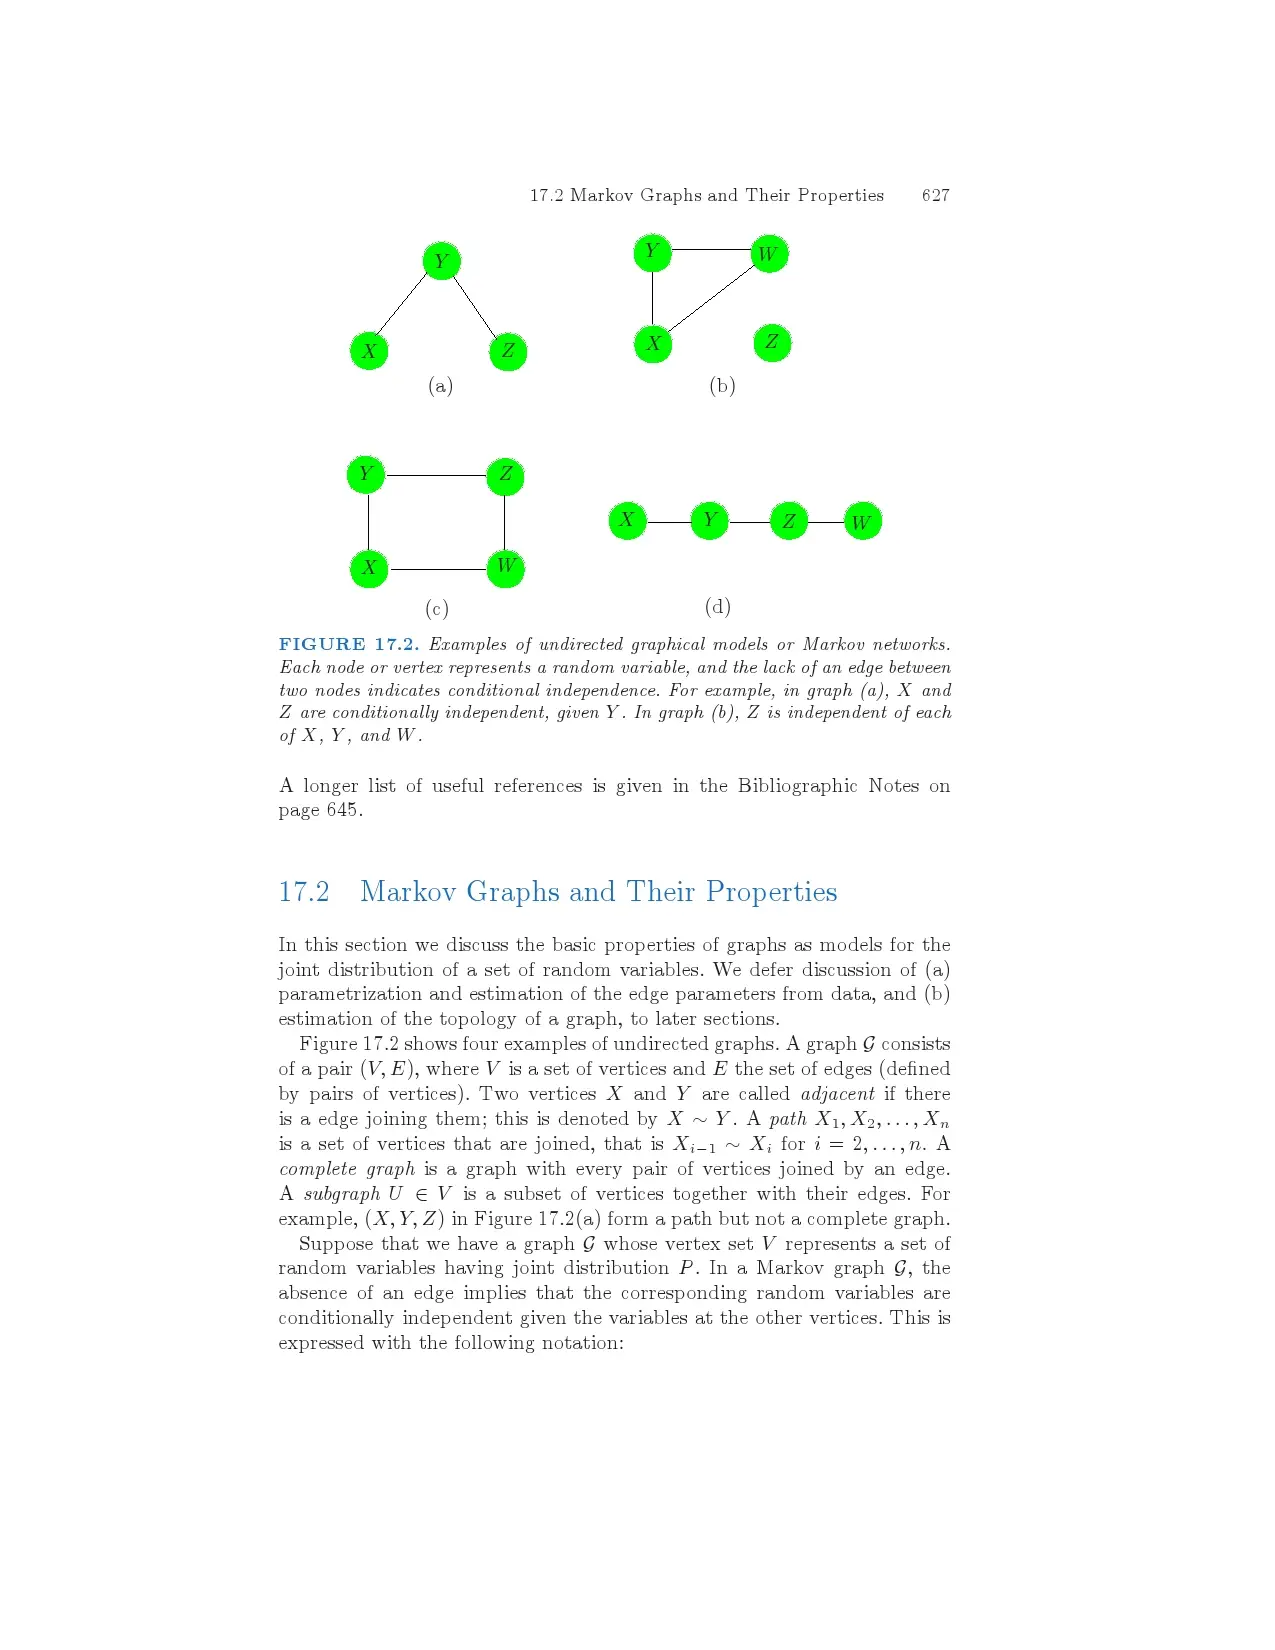 17.2 Markov Graphs and Their Properties 627
Y
X
Z
(a)
Y
W
X
Z
(b)
Y
Z
X
W
(c)
X
Y
Z
W
(d)
FIGURE 17.2. Examples of undirected graphical models or Markov networks.
Each node or vertex represents a random variable, and the lack of an edge between
two nodes indicates conditional independence. For example, in graph (a), X and
Z are conditionally independent, given Y. In graph (b), Z is independent of each
of X, Y, and W.
A longer list of useful references is given in the Bibliographic Notes on
page 645.
17.2 Markov Graphs and Their Properties
In this section we discuss the basic properties of graphs as models for the
joint distribution of a set of random variables. We defer discussion of (a)
parametrization and estimation of the edge parameters from data, and (b)
estimation of the topology of a graph, to later sections.
Figure 17.2 shows four examples of undirected graphs. A graph 𝒢 consists
of a pair (V, E), where V is a set of vertices and E the set of edges (defined
by pairs of vertices). Two vertices X and Y are called adjacent if there
is a edge joining them; this is denoted by X ∼ Y. A path X₁, X₂, . . . , Xₙ
is a set of vertices that are joined, that is Xᵢ₋₁ ∼ Xᵢ for i = 2, . . . , n. A
complete graph is a graph with every pair of vertices joined by an edge.
A subgraph U ∈ V is a subset of vertices together with their edges. For
example, (X, Y, Z) in Figure 17.2(a) form a path but not a complete graph.
Suppose that we have a graph 𝒢 whose vertex set V represents a set of
random variables having joint distribution P. In a Markov graph 𝒢, the
absence of an edge implies that the corresponding random variables are
conditionally independent given the variables at the other vertices. This is
expressed with the following notation: